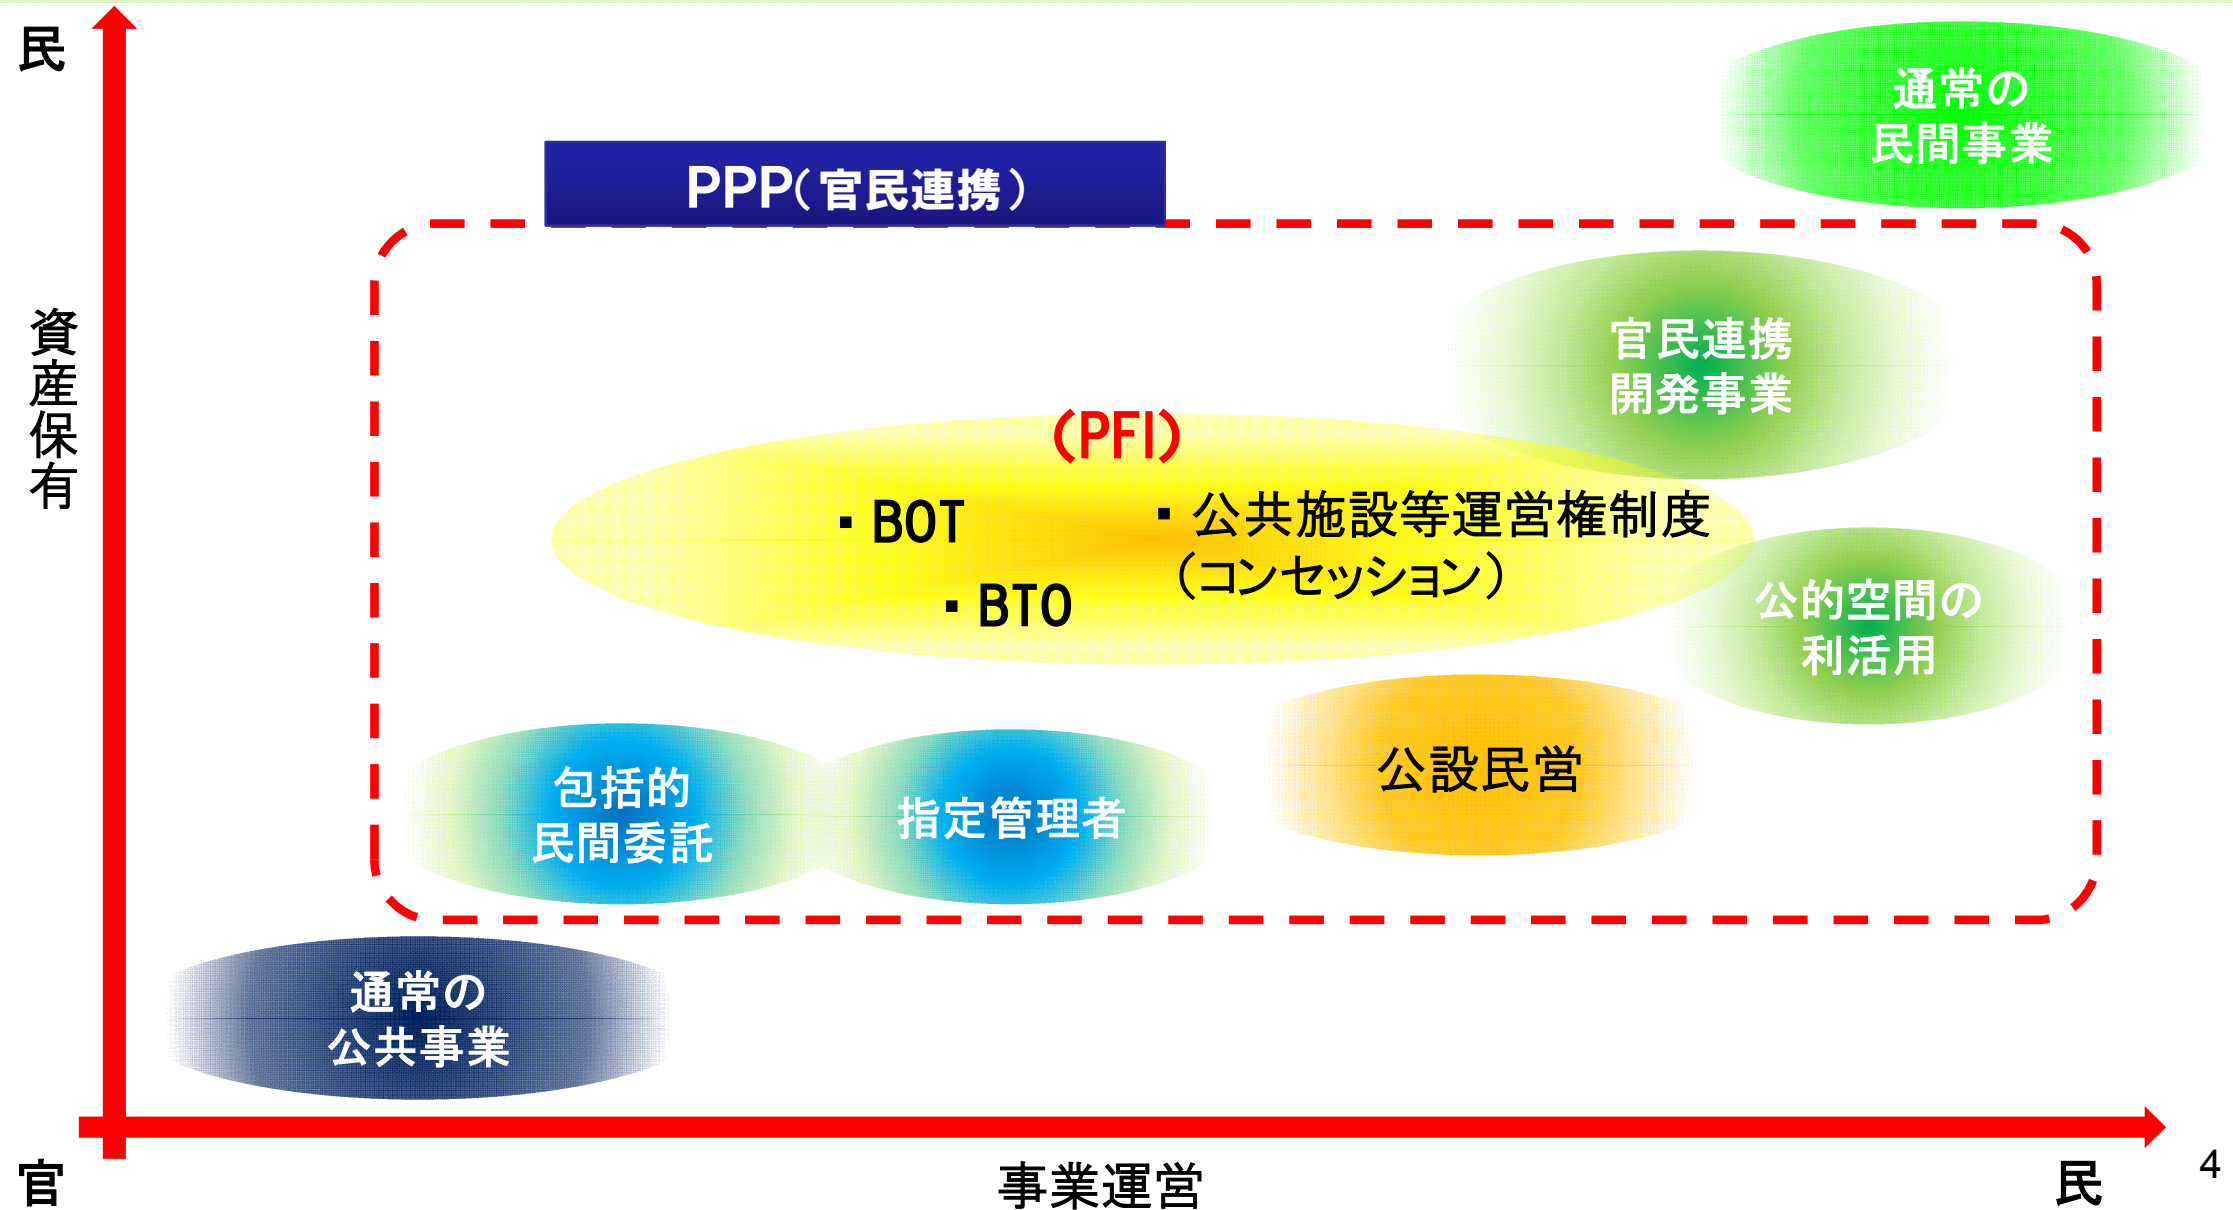 民
通常の
民間事業
PPP(官民連携)
資産保有
官民連携
開発事業
(PFI)
・BOT
・公共施設等運営権制度
(コンセッション)
・BTO
公的空間の
利活用
公設民営
包括的
民間委託
指定管理者
通常の
公共事業
官
事業運営
民
4